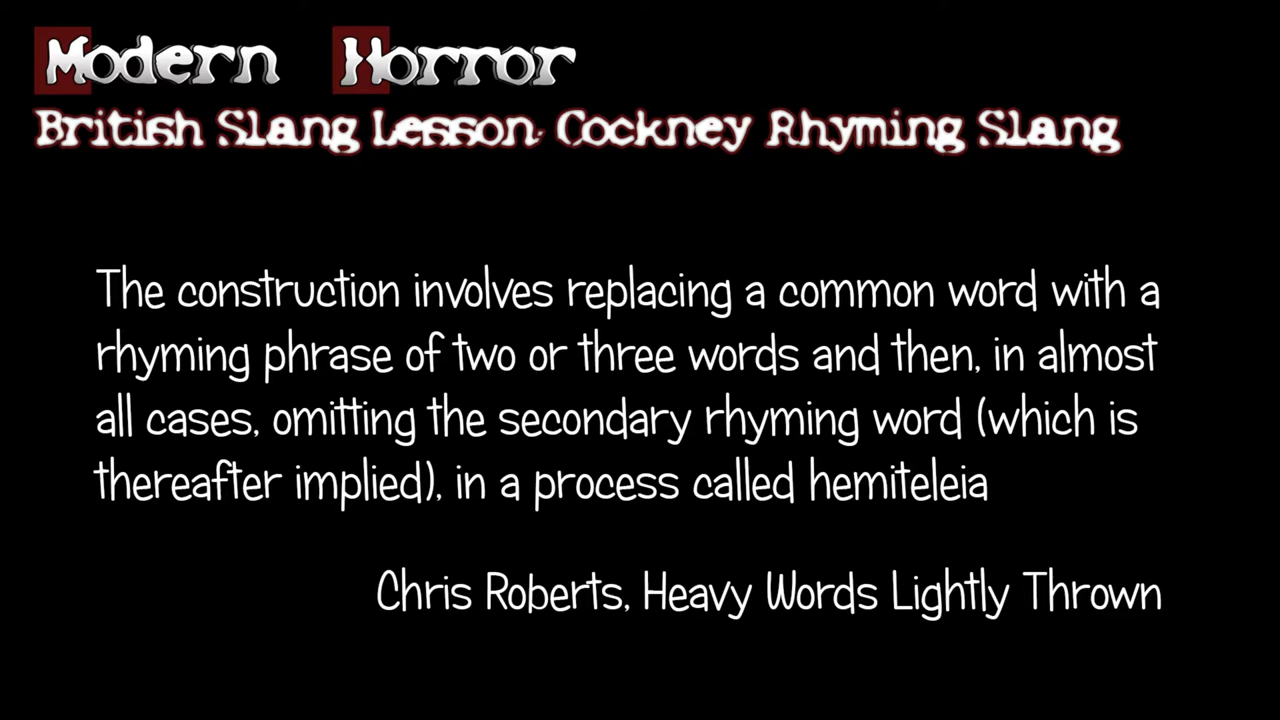 Modern Horror
British Slang Lesson: Cockney Rhyming Slang
The construction involves replacing a common word with a
rhyming phrase of two or three words and then, in almost
all cases, omitting the secondary rhyming word (which is
thereafter implied), in a process called hemiteleia
Chris Roberts, Heavy Words Lightly Thrown